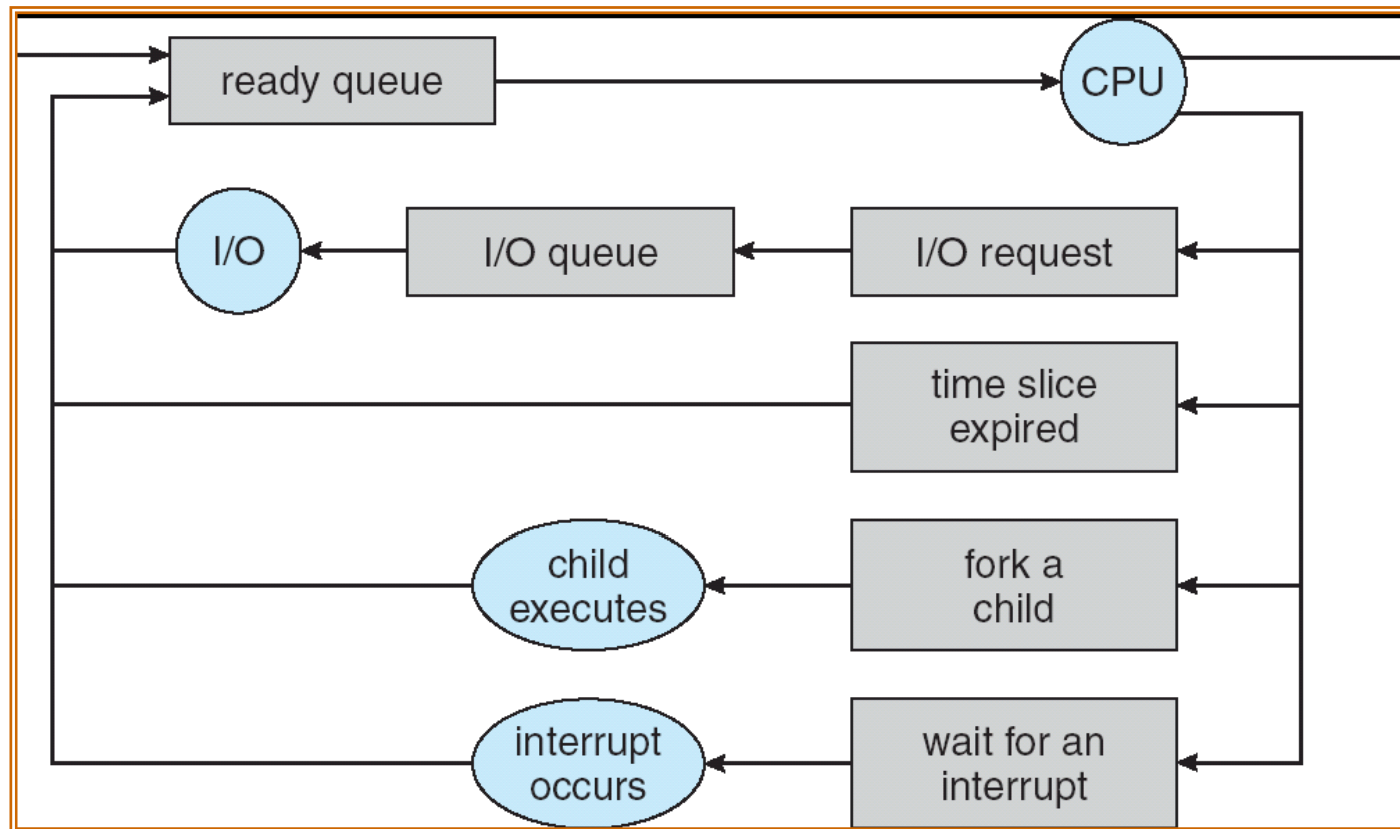 ready queue
CPU
I/O
I/O queue
I/O request
time slice
expired
child
executes
fork a
child
interrupt
occurs
wait for an
interrupt